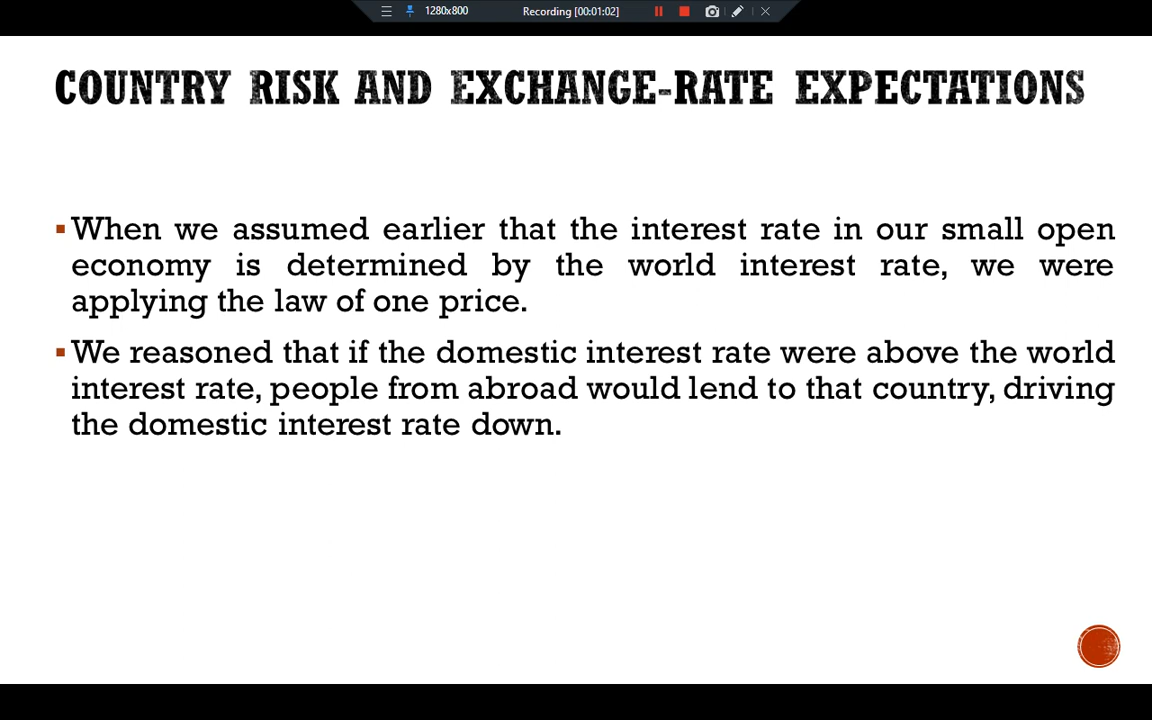 1280x800 Recording [00:01:02]
COUNTRY RISK AND EXCHANGE-RATE EXPECTATIONS
▪When we assumed earlier that the interest rate in our small open
economy is determined by the world interest rate, we were
applying the law of one price.
▪We reasoned that if the domestic interest rate were above the world
interest rate, people from abroad would lend to that country, driving
the domestic interest rate down.